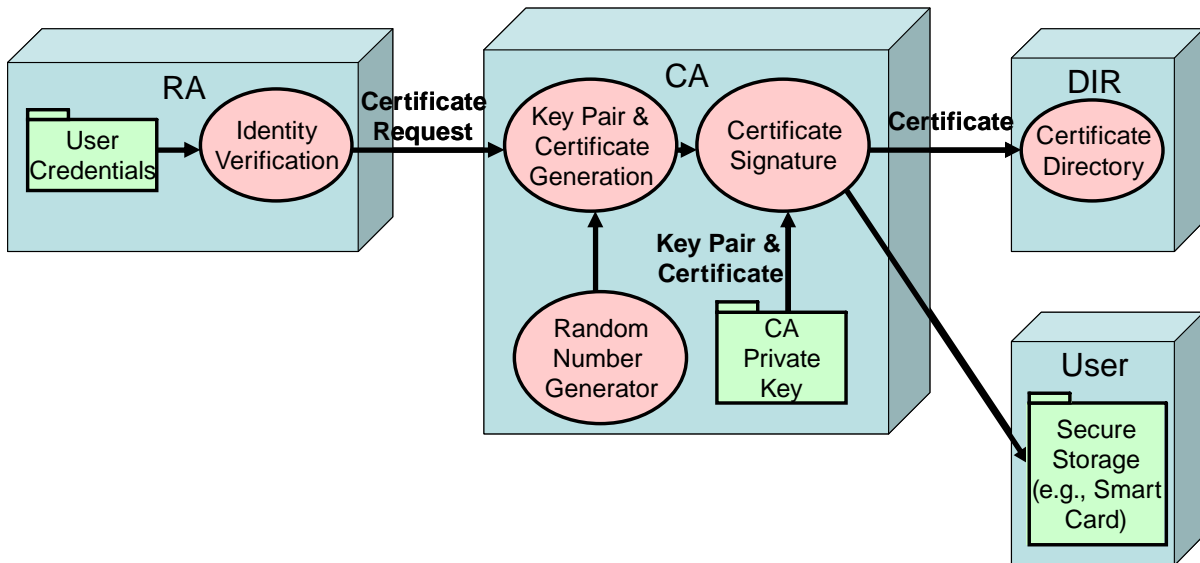 RA
User
Credentials
Identity
Verification
Certificate
Request
CA
Key Pair &
Certificate
Generation
Certificate
Signature
Key Pair &
Certificate
Random
Number
Generator
CA
Private
Key
Certificate
DIR
Certificate
Directory
User
Secure
Storage
(e.g., Smart
Card)